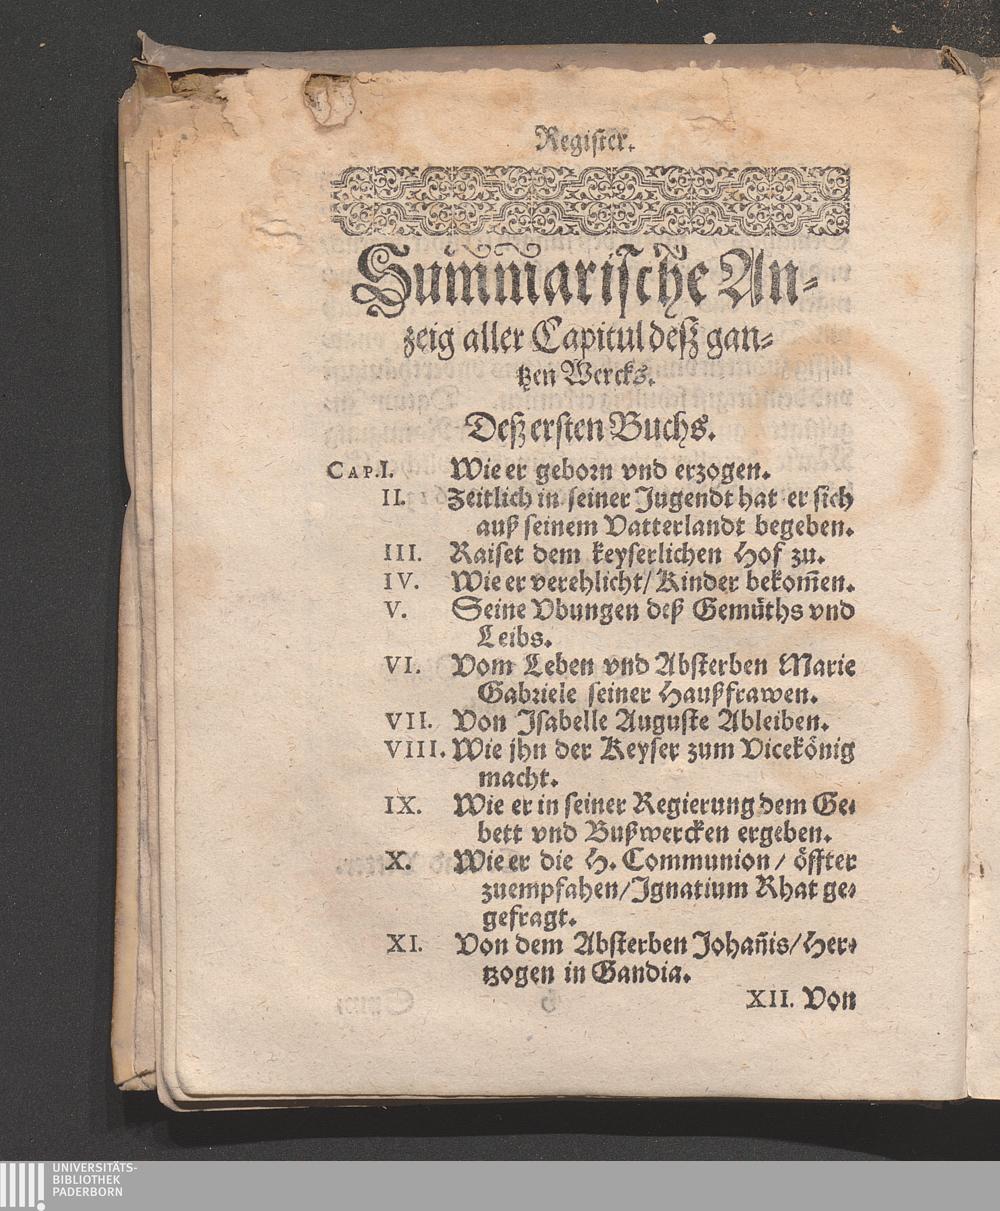 Register.
Summarische An-
zeig aller Capitul deß gan-
tzen Wercks.
Deß ersten Buchs.
CAP. I. Wie er geborn vnd erzogen.
II. Zeitlich in seiner Jugendt hat er sich
auß seinem Vatterlandt begeben.
III. Raiset dem keyserlichen Hof zu.
IV. Wie er verehlicht/ Kinder bekom̃en.
V. Seine Vbungen deß Gemüths vnd
Leibs.
VI. Vom Leben vnd Absterben Marie
Gabriele seiner Haußfrawen.
VII. Von Isabelle Auguste Ableiben.
VIII. Wie jhn der Keyser zum Vicekönig
macht.
IX. Wie er in seiner Regierung dem Ge-
bett vnd Bußwercken ergeben.
X. Wie er die H. Communion / öffter
zuempfahen/ Ignatium Rhat ge-
gefragt.
XI. Von dem Absterben Johañis/ Her-
tzogen in Gandia.
XII. Von
UNIVERSITÄTS-
BIBLIOTHEK
PADERBORN